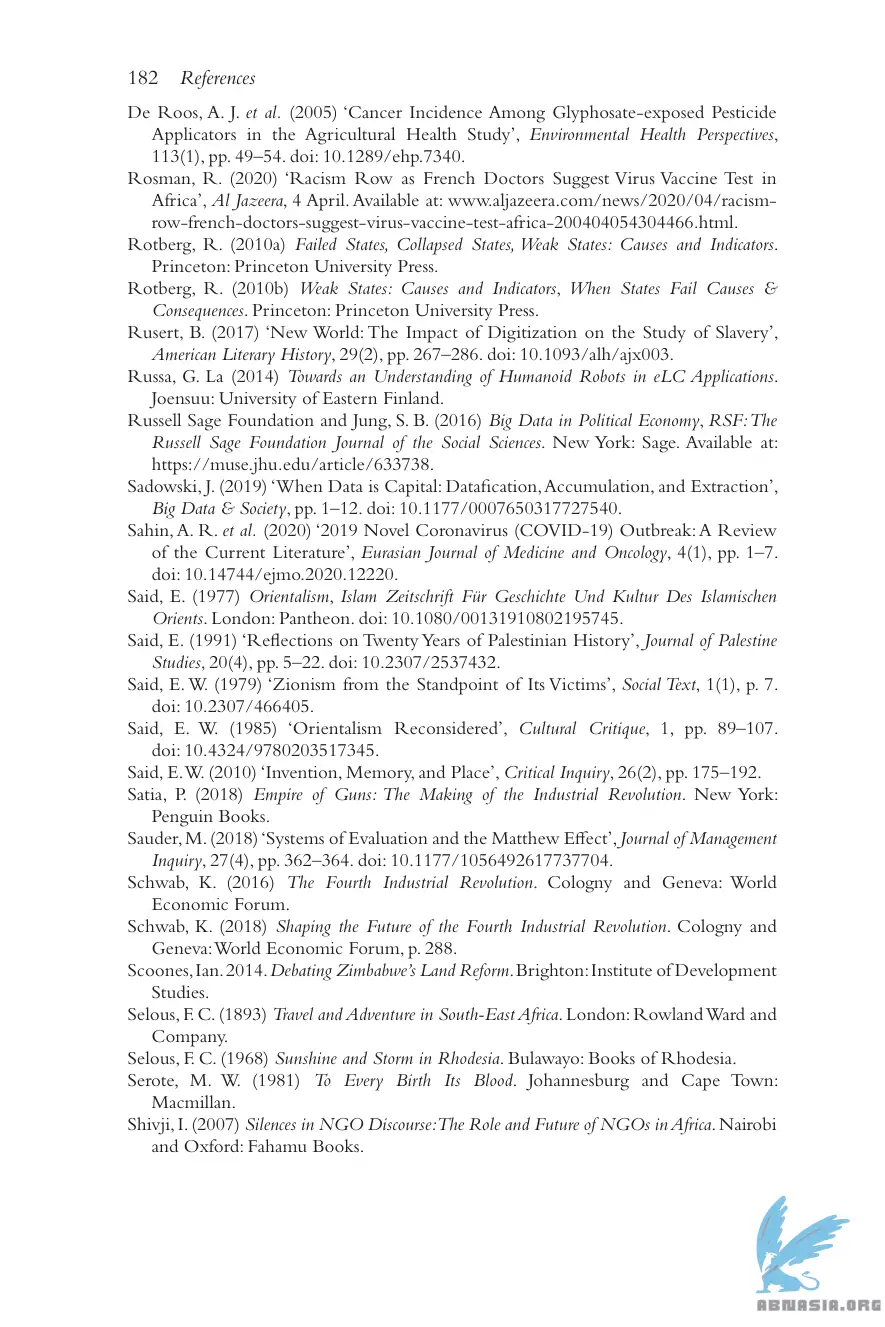 182 References
De Roos, A. J. et al. (2005) ‘Cancer Incidence Among Glyphosate-exposed Pesticide
Applicators in the Agricultural Health Study’, Environmental Health Perspectives,
113(1), pp. 49–54. doi: 10.1289/ehp.7340.
Rosman, R. (2020) ‘Racism Row as French Doctors Suggest Virus Vaccine Test in
Africa’, Al Jazeera, 4 April. Available at: www.aljazeera.com/news/2020/04/racism-
row-french-doctors-suggest-virus-vaccine-test-africa-200404054304466.html.
Rotberg, R. (2010a) Failed States, Collapsed States, Weak States: Causes and Indicators.
Princeton: Princeton University Press.
Rotberg, R. (2010b) Weak States: Causes and Indicators, When States Fail Causes &
Consequences. Princeton: Princeton University Press.
Rusert, B. (2017) ‘New World: The Impact of Digitization on the Study of Slavery’,
American Literary History, 29(2), pp. 267–286. doi: 10.1093/alh/ajx003.
Russa, G. La (2014) Towards an Understanding of Humanoid Robots in eLC Applications.
Joensuu: University of Eastern Finland.
Russell Sage Foundation and Jung, S. B. (2016) Big Data in Political Economy, RSF: The
Russell Sage Foundation Journal of the Social Sciences. New York: Sage. Available at:
https://muse.jhu.edu/article/633738.
Sadowski, J. (2019) ‘When Data is Capital: Datafication, Accumulation, and Extraction’,
Big Data & Society, pp. 1–12. doi: 10.1177/0007650317727540.
Sahin, A. R. et al. (2020) ‘2019 Novel Coronavirus (COVID-19) Outbreak: A Review
of the Current Literature’, Eurasian Journal of Medicine and Oncology, 4(1), pp. 1–7.
doi: 10.14744/ejmo.2020.12220.
Said, E. (1977) Orientalism, Islam Zeitschrift Für Geschichte Und Kultur Des Islamischen
Orients. London: Pantheon. doi: 10.1080/00131910802195745.
Said, E. (1991) ‘Reflections on Twenty Years of Palestinian History’, Journal of Palestine
Studies, 20(4), pp. 5–22. doi: 10.2307/2537432.
Said, E. W. (1979) ‘Zionism from the Standpoint of Its Victims’, Social Text, 1(1), p. 7.
doi: 10.2307/466405.
Said, E. W. (1985) ‘Orientalism Reconsidered’, Cultural Critique, 1, pp. 89–107.
doi: 10.4324/9780203517345.
Said, E. W. (2010) ‘Invention, Memory, and Place’, Critical Inquiry, 26(2), pp. 175–192.
Satia, P. (2018) Empire of Guns: The Making of the Industrial Revolution. New York:
Penguin Books.
Sauder, M. (2018) ‘Systems of Evaluation and the Matthew Effect’, Journal of Management
Inquiry, 27(4), pp. 362–364. doi: 10.1177/1056492617737704.
Schwab, K. (2016) The Fourth Industrial Revolution. Cologny and Geneva: World
Economic Forum.
Schwab, K. (2018) Shaping the Future of the Fourth Industrial Revolution. Cologny and
Geneva: World Economic Forum, p. 288.
Scoones, Ian. 2014. Debating Zimbabwe’s Land Reform. Brighton: Institute of Development
Studies.
Selous, F. C. (1893) Travel and Adventure in South-East Africa. London: Rowland Ward and
Company.
Selous, F. C. (1968) Sunshine and Storm in Rhodesia. Bulawayo: Books of Rhodesia.
Serote, M. W. (1981) To Every Birth Its Blood. Johannesburg and Cape Town:
Macmillan.
Shivji, I. (2007) Silences in NGO Discourse: The Role and Future of NGOs in Africa. Nairobi
and Oxford: Fahamu Books.
ABNASIA.ORG